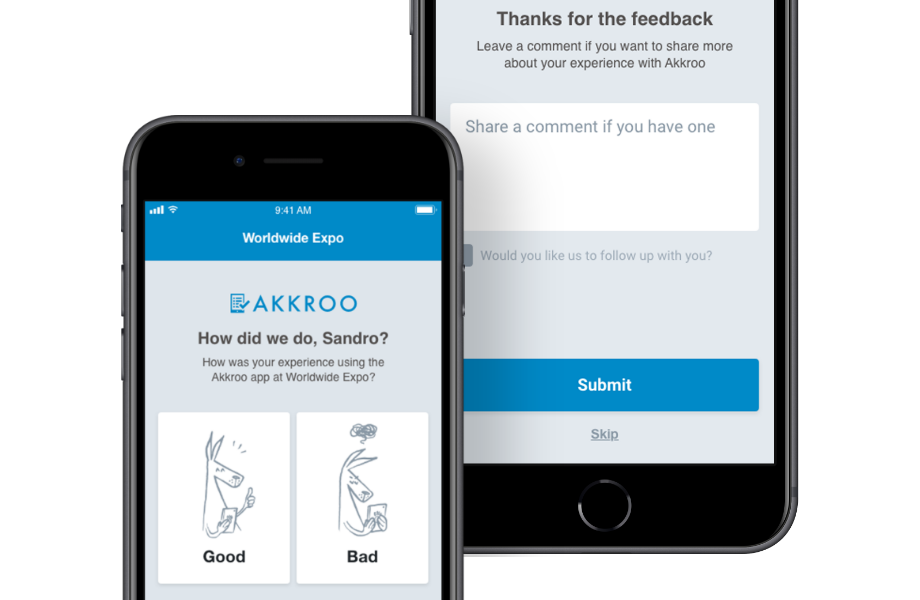 Thanks for the feedback
Leave a comment if you want to share more
about your experience with Akkroo
Share a comment if you have one
Would you like us to follow up with you?
Submit
Skip
9:41 AM
Worldwide Expo
AKKROO
How did we do, Sandro?
How was your experience using the
Akkroo app at Worldwide Expo?
Good
Bad